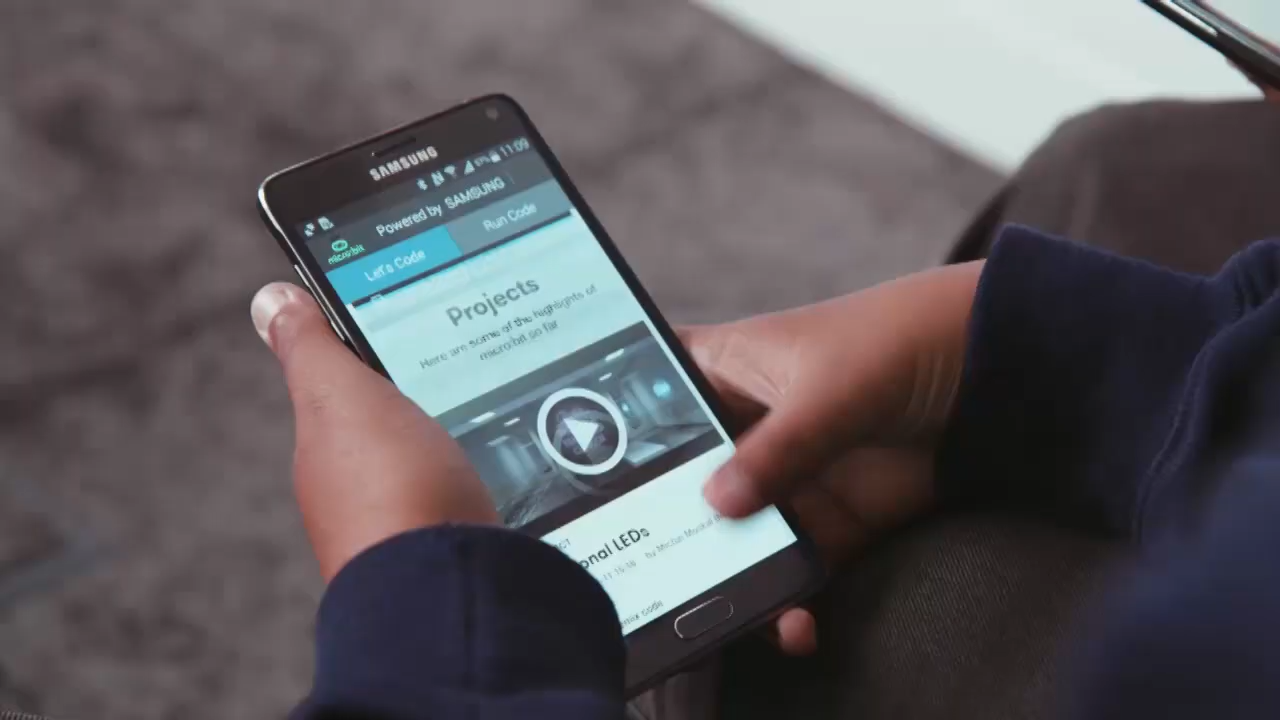 SAMSUNG
11:09
micro:bit
Powered by SAMSUNG
Let's Code
Run Code
Projects
Here are some of the highlights of
micro:bit so far
onal LEDs